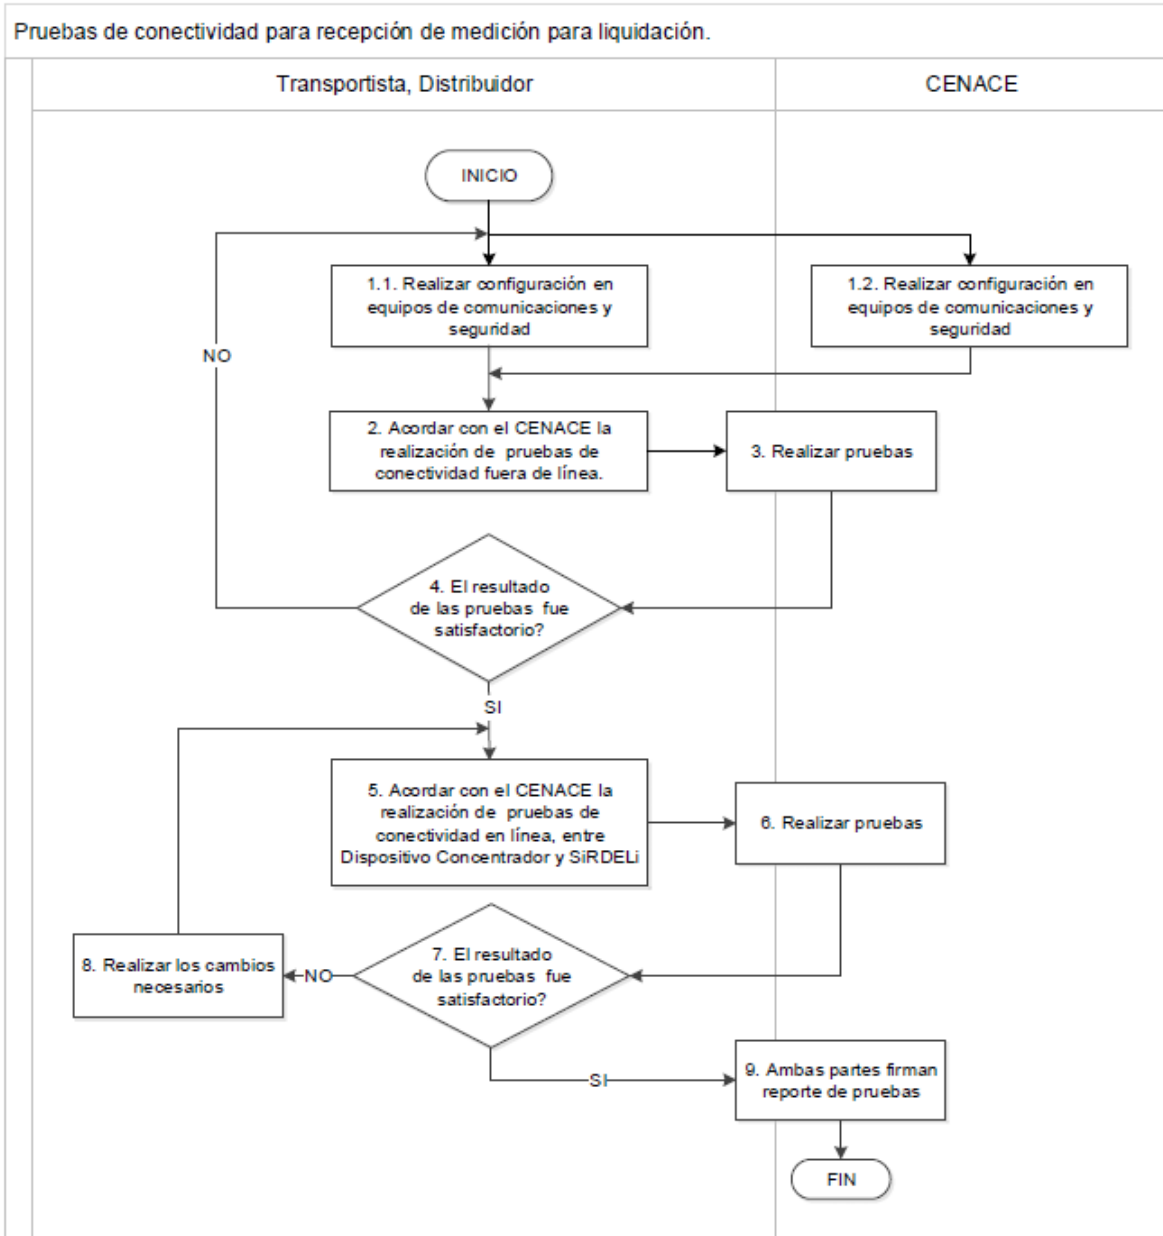 Pruebas de conectividad para recepción de medición para liquidación.
Transportista, Distribuidor
CENACE
INICIO
1.1. Realizar configuración en
equipos de comunicaciones y
seguridad
1.2. Realizar configuración en
equipos de comunicaciones y
seguridad
NO
2. Acordar con el CENACE la
realización de pruebas de
conectividad fuera de línea.
3. Realizar pruebas
4. El resultado
de las pruebas fue
satisfactorio?
SI
5. Acordar con el CENACE la
realización de pruebas de
conectividad en línea, entre
Dispositivo Concentrador y SiRDELi
6. Realizar pruebas
7. El resultado
de las pruebas fue
satisfactorio?
NO
8. Realizar los cambios
necesarios
SI
9. Ambas partes firman
reporte de pruebas
FIN